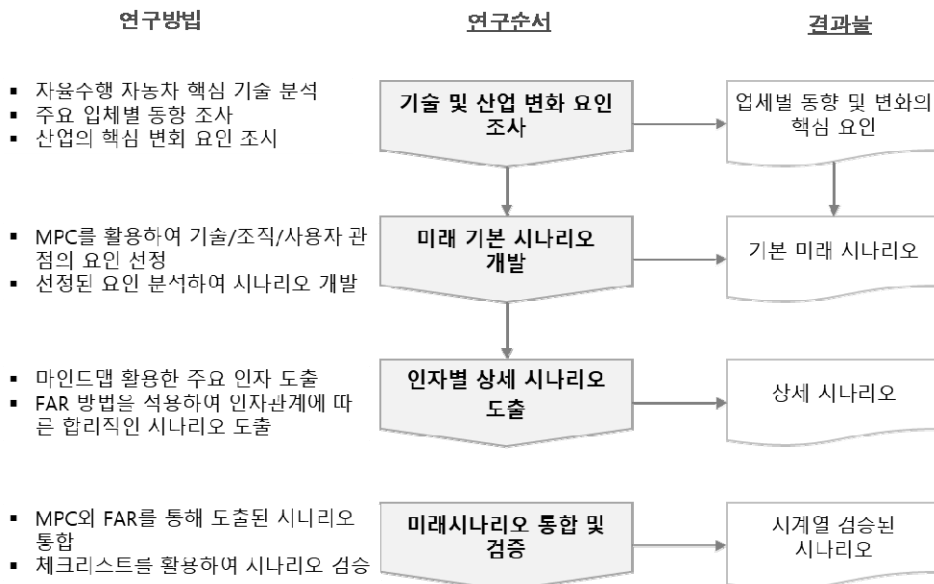 연구방법
연구순서
결과물
▪ 자율수행 자동차 핵심 기술 분석
▪ 주요 입체별 동항 조사
▪ 산업의 핵심 변회 요인 조시
기술 및 산업 변화 요인
조사
업세별 동향 및 변화의
핵심 요인
▪ MPC를 활용하여 기술/조직/사용자 관
점의 요인 선정
▪ 선정된 요인 분석하여 시나리오 개발
미래 기본 시나리오
개발
기본 미래 시나리오
▪ 마인드맵 활용한 주요 인자 도출
▪ FAR 방법을 적용하여 인자관계에 따
른 합리적인 시나리오 도출
인자별 상세 시나리오
도출
상세 시나리오
▪ MPC외 FAR를 통해 도출된 시니리오
통합
▪ 체크리스트를 활용하여 시나리오 검승
미래시나리오 통합 및
검증
시계열 검승된
시나리오